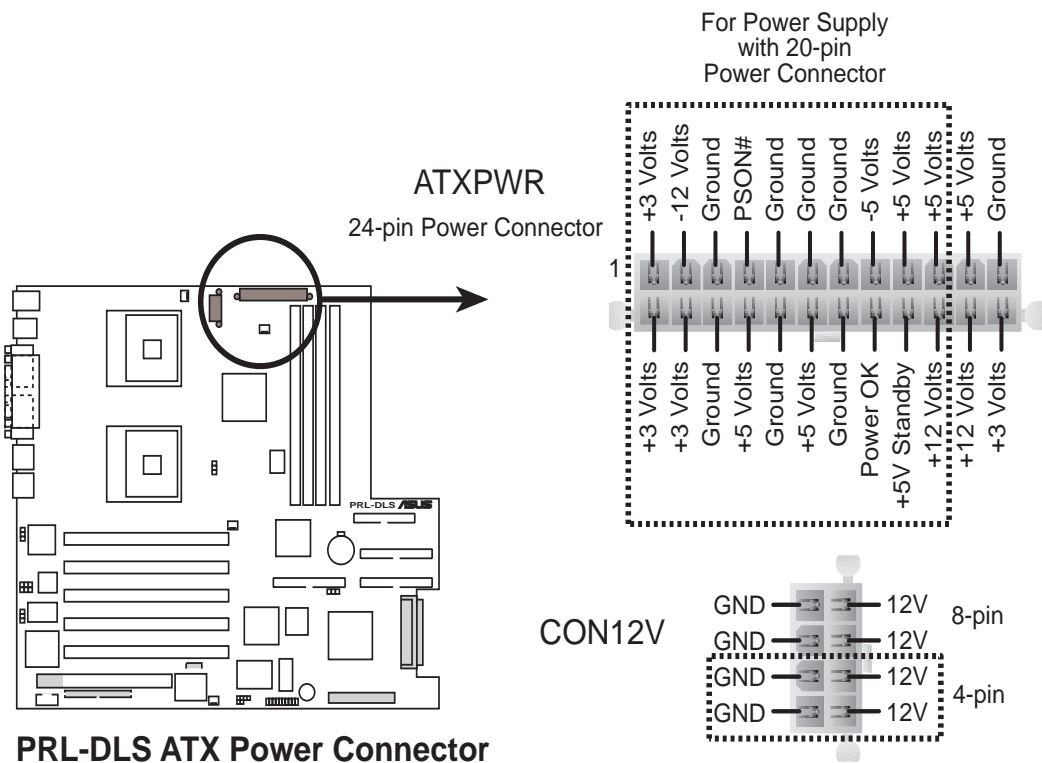 For Power Supply
with 20-pin
Power Connector
+3 Volts
-12 Volts
Ground
PSON#
Ground
Ground
Ground
-5 Volts
+5 Volts
+5 Volts
+5 Volts
Ground
ATXPWR
24-pin Power Connector
1
+3 Volts
+3 Volts
Ground
+5 Volts
Ground
+5 Volts
Ground
Power OK
+5V Standby
+12 Volts
+12 Volts
+3 Volts
PRL-DLS ASUS
CON12V
GND 12V
GND 12V
8-pin
GND 12V
GND 12V
4-pin
PRL-DLS ATX Power Connector